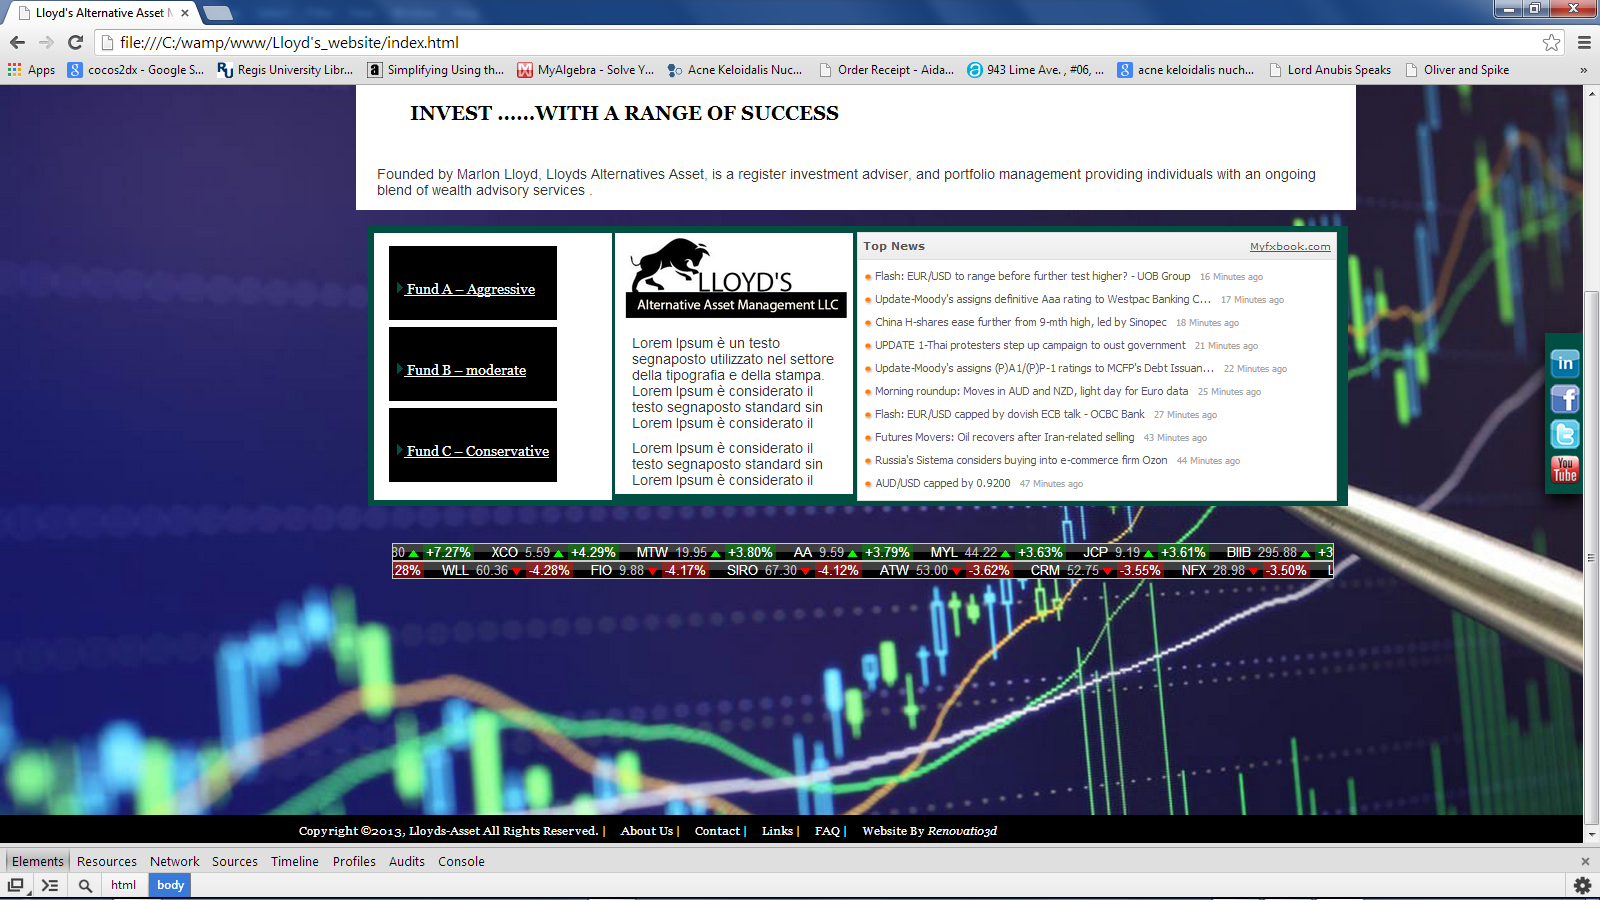 Lloyd's Alternative Asset M
file:///C:/wamp/www/Lloyd's_website/index.html
Apps cocos2dx - Google S... Regis University Libr... Simplifying Using th... MyAlgebra - Solve Y... Acne Keloidalis Nuc... Order Receipt - Aida... 943 Lime Ave. , #06, ... acne keloidalis nuch... Lord Anubis Speaks Oliver and Spike »
INVEST ......WITH A RANGE OF SUCCESS
Founded by Marlon Lloyd, Lloyds Alternatives Asset, is a register investment adviser, and portfolio management providing individuals with an ongoing
blend of wealth advisory services .
Fund A – Aggressive
Fund B – moderate
Fund C – Conservative
LLOYD'S
Alternative Asset Management LLC
Lorem Ipsum è un testo
segnaposto utilizzato nel settore
della tipografia e della stampa.
Lorem Ipsum è considerato il
testo segnaposto standard sin
Lorem Ipsum è considerato il
Lorem Ipsum è considerato il
testo segnaposto standard sin
Lorem Ipsum è considerato il
Top News Myfxbook.com
Flash: EUR/USD to range before further test higher? - UOB Group 16 Minutes ago
Update-Moody's assigns definitive Aaa rating to Westpac Banking C... 17 Minutes ago
China H-shares ease further from 9-mth high, led by Sinopec 18 Minutes ago
UPDATE 1-Thai protesters step up campaign to oust government 21 Minutes ago
Update-Moody's assigns (P)A1/(P)P-1 ratings to MCFP's Debt Issuan... 22 Minutes ago
Morning roundup: Moves in AUD and NZD, light day for Euro data 25 Minutes ago
Flash: EUR/USD capped by dovish ECB talk - OCBC Bank 27 Minutes ago
Futures Movers: Oil recovers after Iran-related selling 43 Minutes ago
Russia's Sistema considers buying into e-commerce firm Ozon 44 Minutes ago
AUD/USD capped by 0.9200 47 Minutes ago
in
f
t
You Tube
30 +7.27% XCO 5.59 +4.29% MTW 19.95 +3.80% AA 9.59 +3.79% MYL 44.22 +3.63% JCP 9.19 +3.61% BIIB 295.88 +3
.28% WLL 60.36 -4.28% FIO 9.88 -4.17% SIRO 67.30 -4.12% ATW 53.00 -3.62% CRM 52.75 -3.55% NFX 28.98 -3.50% L
Copyright ©2013, Lloyds-Asset All Rights Reserved. | About Us | Contact | Links | FAQ | Website By Renovatio3d
Elements Resources Network Sources Timeline Profiles Audits Console
html body